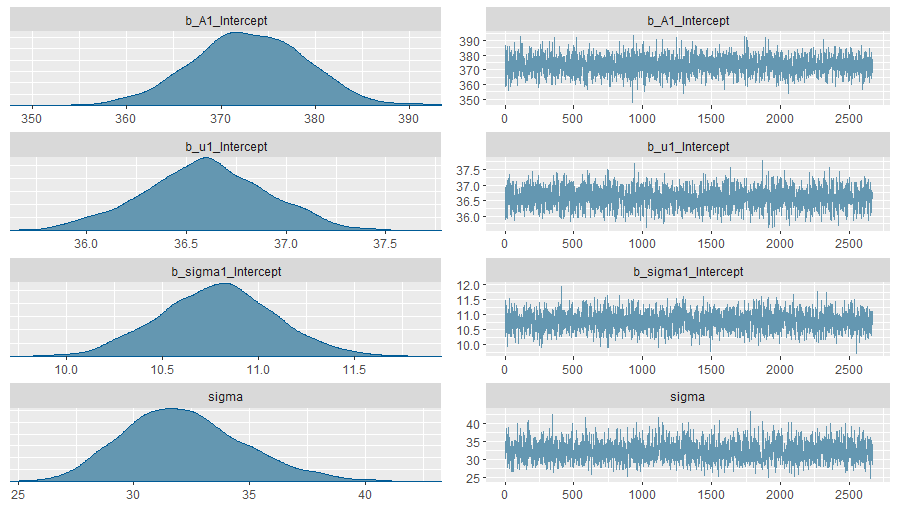 b_A1_Intercept
350 360 370 380 390
b_A1_Intercept
390
380
370
360
350
0 500 1000 1500 2000 2500
b_u1_Intercept
36.0 36.5 37.0 37.5
b_u1_Intercept
37.5
37.0
36.5
36.0
0 500 1000 1500 2000 2500
b_sigma1_Intercept
10.0 10.5 11.0 11.5
b_sigma1_Intercept
12.0
11.5
11.0
10.5
10.0
0 500 1000 1500 2000 2500
sigma
25 30 35 40
sigma
40
35
30
25
0 500 1000 1500 2000 2500